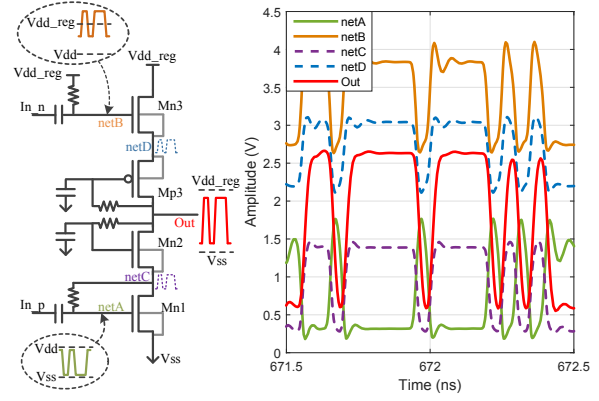 Vdd_reg
Vdd
Vdd_reg
Vdd_reg
In_n
netB
Mn3
netD
Mp3
Vdd_reg
Out
Vss
Mn2
netC
In_p
netA
Mn1
Vdd
Vss
Vss
netA
netB
netC
netD
Out
Amplitude (V)
4.5
4
3.5
3
2.5
2
1.5
1
0.5
0
671.5
672
672.5
Time (ns)